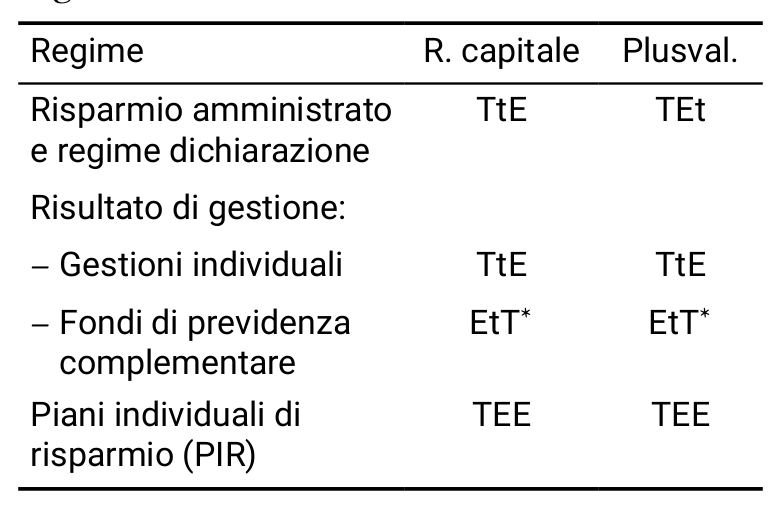 Regime R. capitale Plusval.
Risparmio amministrato TtE TEt
e regime dichiarazione
Risultato di gestione:
– Gestioni individuali TtE TtE
– Fondi di previdenza EtT* EtT*
complementare
Piani individuali di TEE TEE
risparmio (PIR)